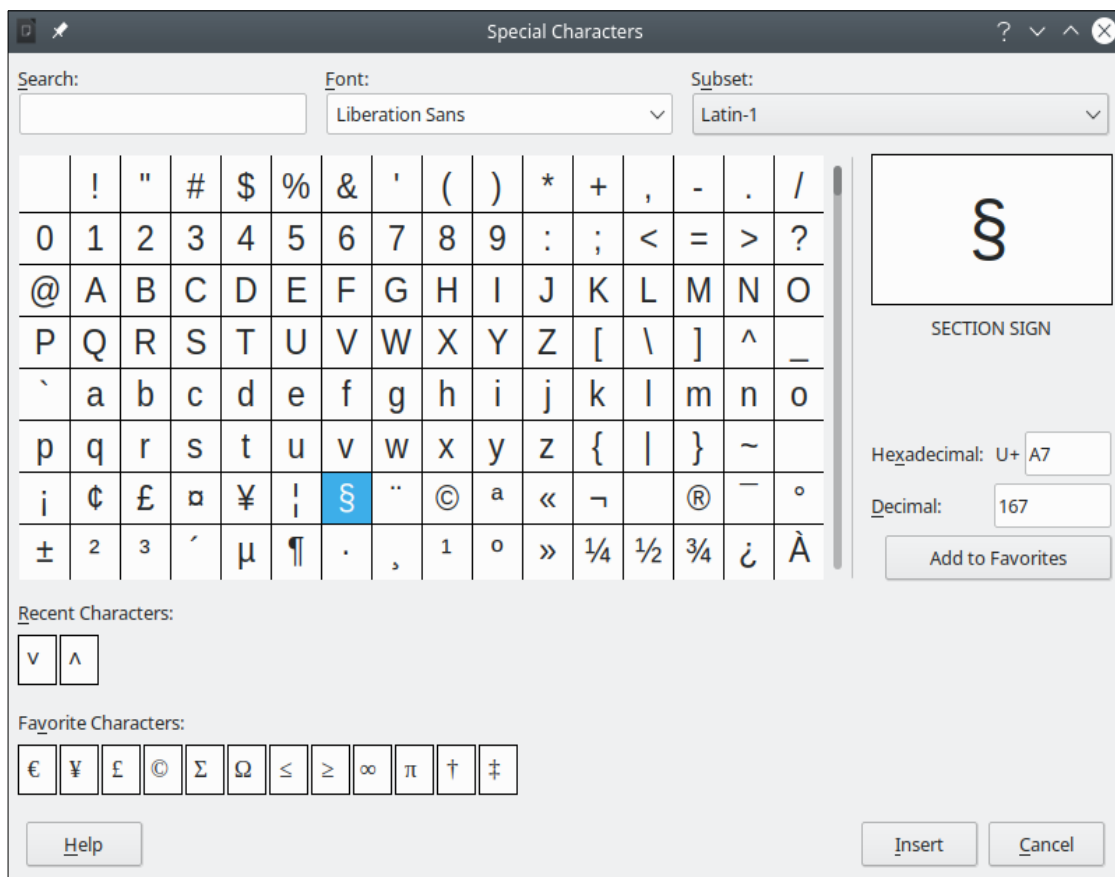 Special Characters
Search: Font: Subset:
Liberation Sans Latin-1
! " # $ % & ' ( ) * + , - . /
0 1 2 3 4 5 6 7 8 9 : ; < = > ?
@ A B C D E F G H I J K L M N O
P Q R S T U V W X Y Z [ \ ] ^ _
` a b c d e f g h i j k l m n o
p q r s t u v w x y z { | } ~
¡ ¢ £ ¤ ¥ ¦ § ¨ © ª « ¬ ® ¯ °
± ² ³ ´ µ ¶ · ¸ ¹ º » ¼ ½ ¾ ¿ À
§
SECTION SIGN
Hexadecimal: U+ A7
Decimal: 167
Add to Favorites
Recent Characters:
˅ ˄
Favorite Characters:
€ ¥ £ © Σ Ω ≤ ≥ ∞ π † ‡
Help Insert Cancel